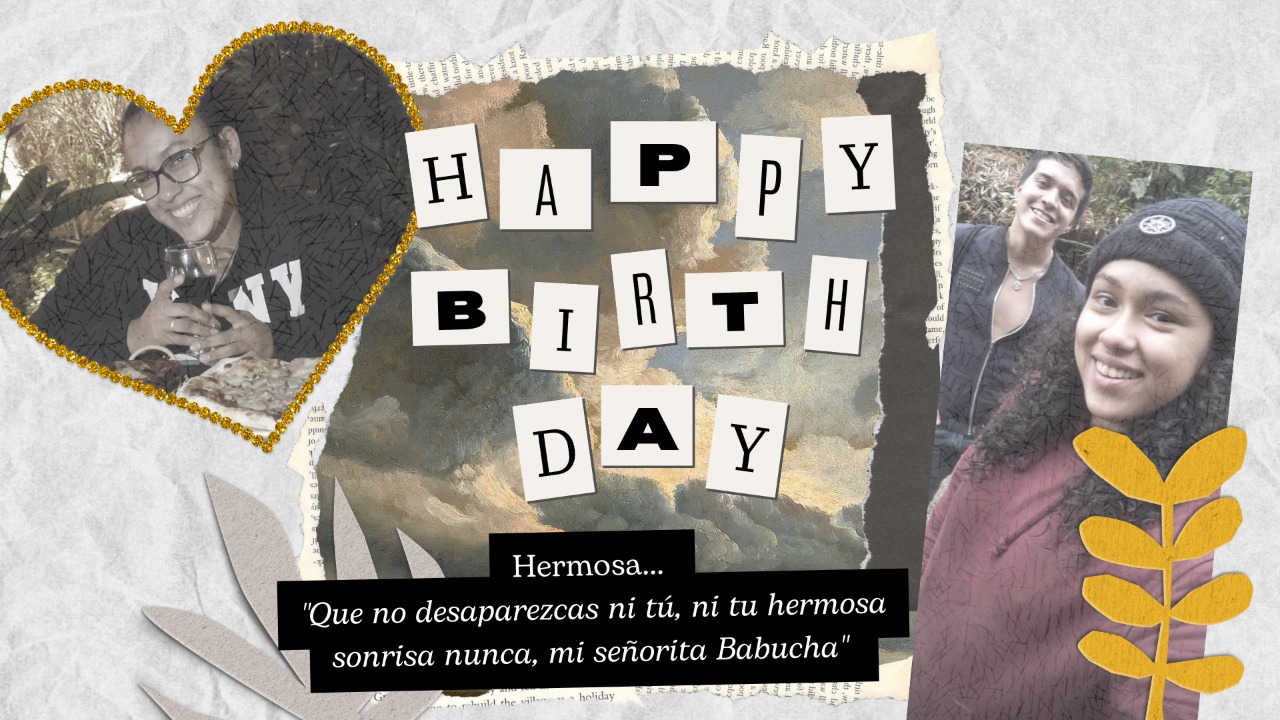 HAPPY
BIRTH
DAY
Hermosa...
"Que no desaparezcas ni tú, ni tu hermosa
sonrisa nunca, mi señorita Babucha"